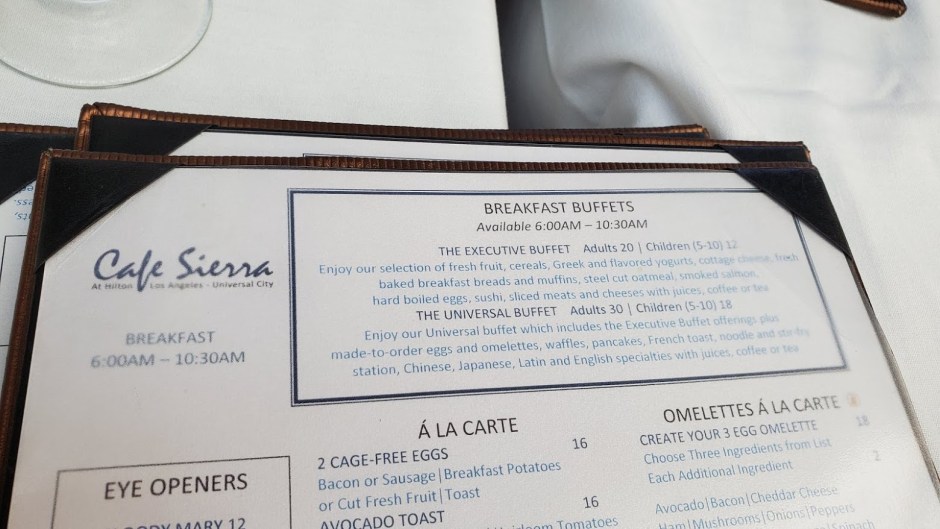 Cafe Sierra
At Hilton Los Angeles - Universal City
BREAKFAST
6:00AM – 10:30AM
BREAKFAST BUFFETS
Available 6:00AM – 10:30AM
THE EXECUTIVE BUFFET Adults 20 | Children (5-10) 12
Enjoy our selection of fresh fruit, cereals, Greek and flavored yogurts, cottage cheese, fresh
baked breakfast breads and muffins, steel cut oatmeal, smoked salmon,
hard boiled eggs, sushi, sliced meats and cheeses with juices, coffee or tea
THE UNIVERSAL BUFFET Adults 30 | Children (5-10) 18
Enjoy our Universal buffet which includes the Executive Buffet offerings plus
made-to-order eggs and omelettes, waffles, pancakes, French toast, noodle and stir-fry
station, Chinese, Japanese, Latin and English specialties with juices, coffee or tea
EYE OPENERS
MARY 12
Á LA CARTE
2 CAGE-FREE EGGS 16
Bacon or Sausage|Breakfast Potatoes
or Cut Fresh Fruit|Toast
AVOCADO TOAST 16
Tomatoes
OMELETTES Á LA CARTE
CREATE YOUR 3 EGG OMELETTE 18
Choose Three Ingredients from List
Each Additional Ingredient 2
Avocado|Bacon|Cheddar Cheese
Ham|Mushrooms|Onions|Peppers